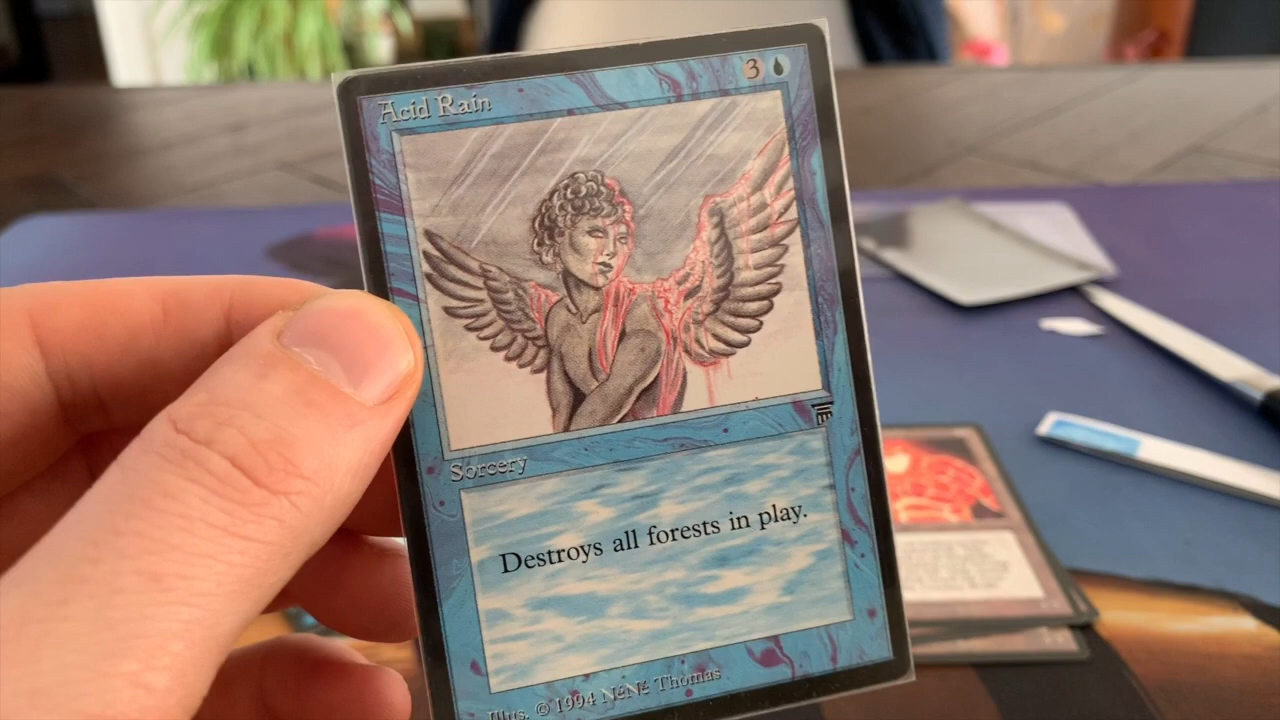 Acid Rain
3
Sorcery
Destroys all forests in play.
Illus. © 1994 NéNé Thomas